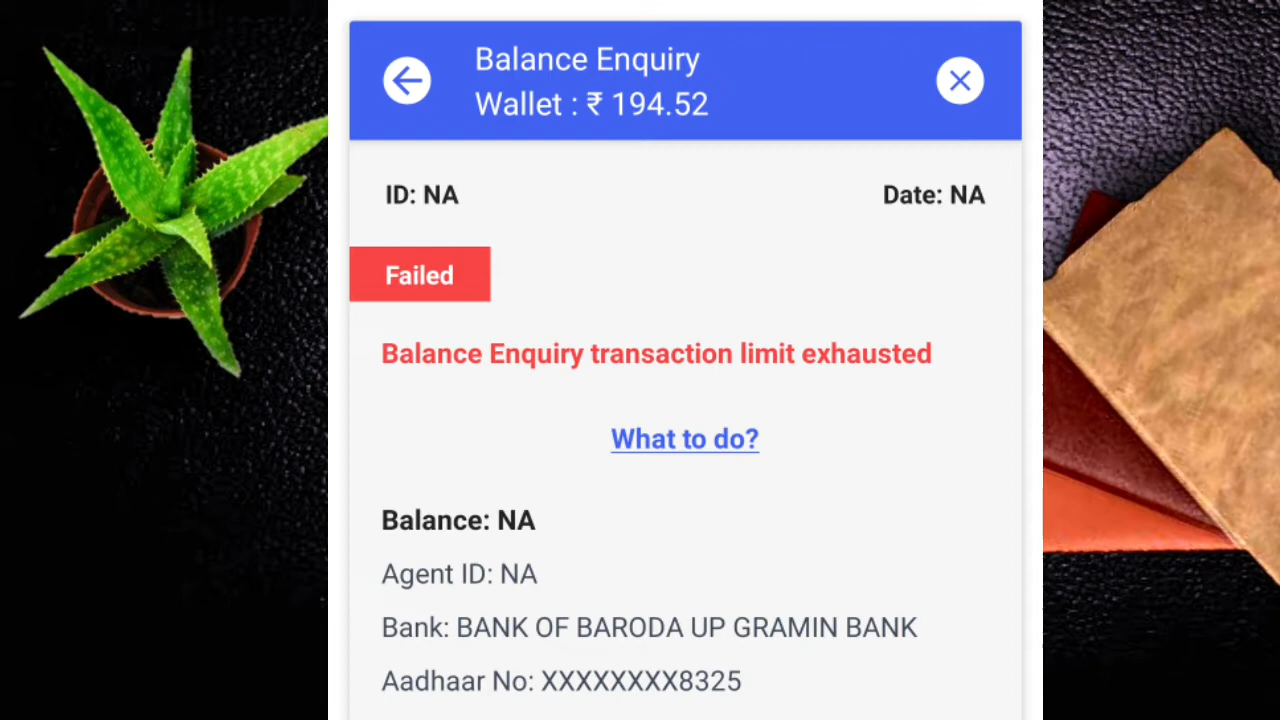 Balance Enquiry
Wallet : ₹ 194.52
ID: NA
Date: NA
Failed
Balance Enquiry transaction limit exhausted
What to do?
Balance: NA
Agent ID: NA
Bank: BANK OF BARODA UP GRAMIN BANK
Aadhaar No: XXXXXXXX8325